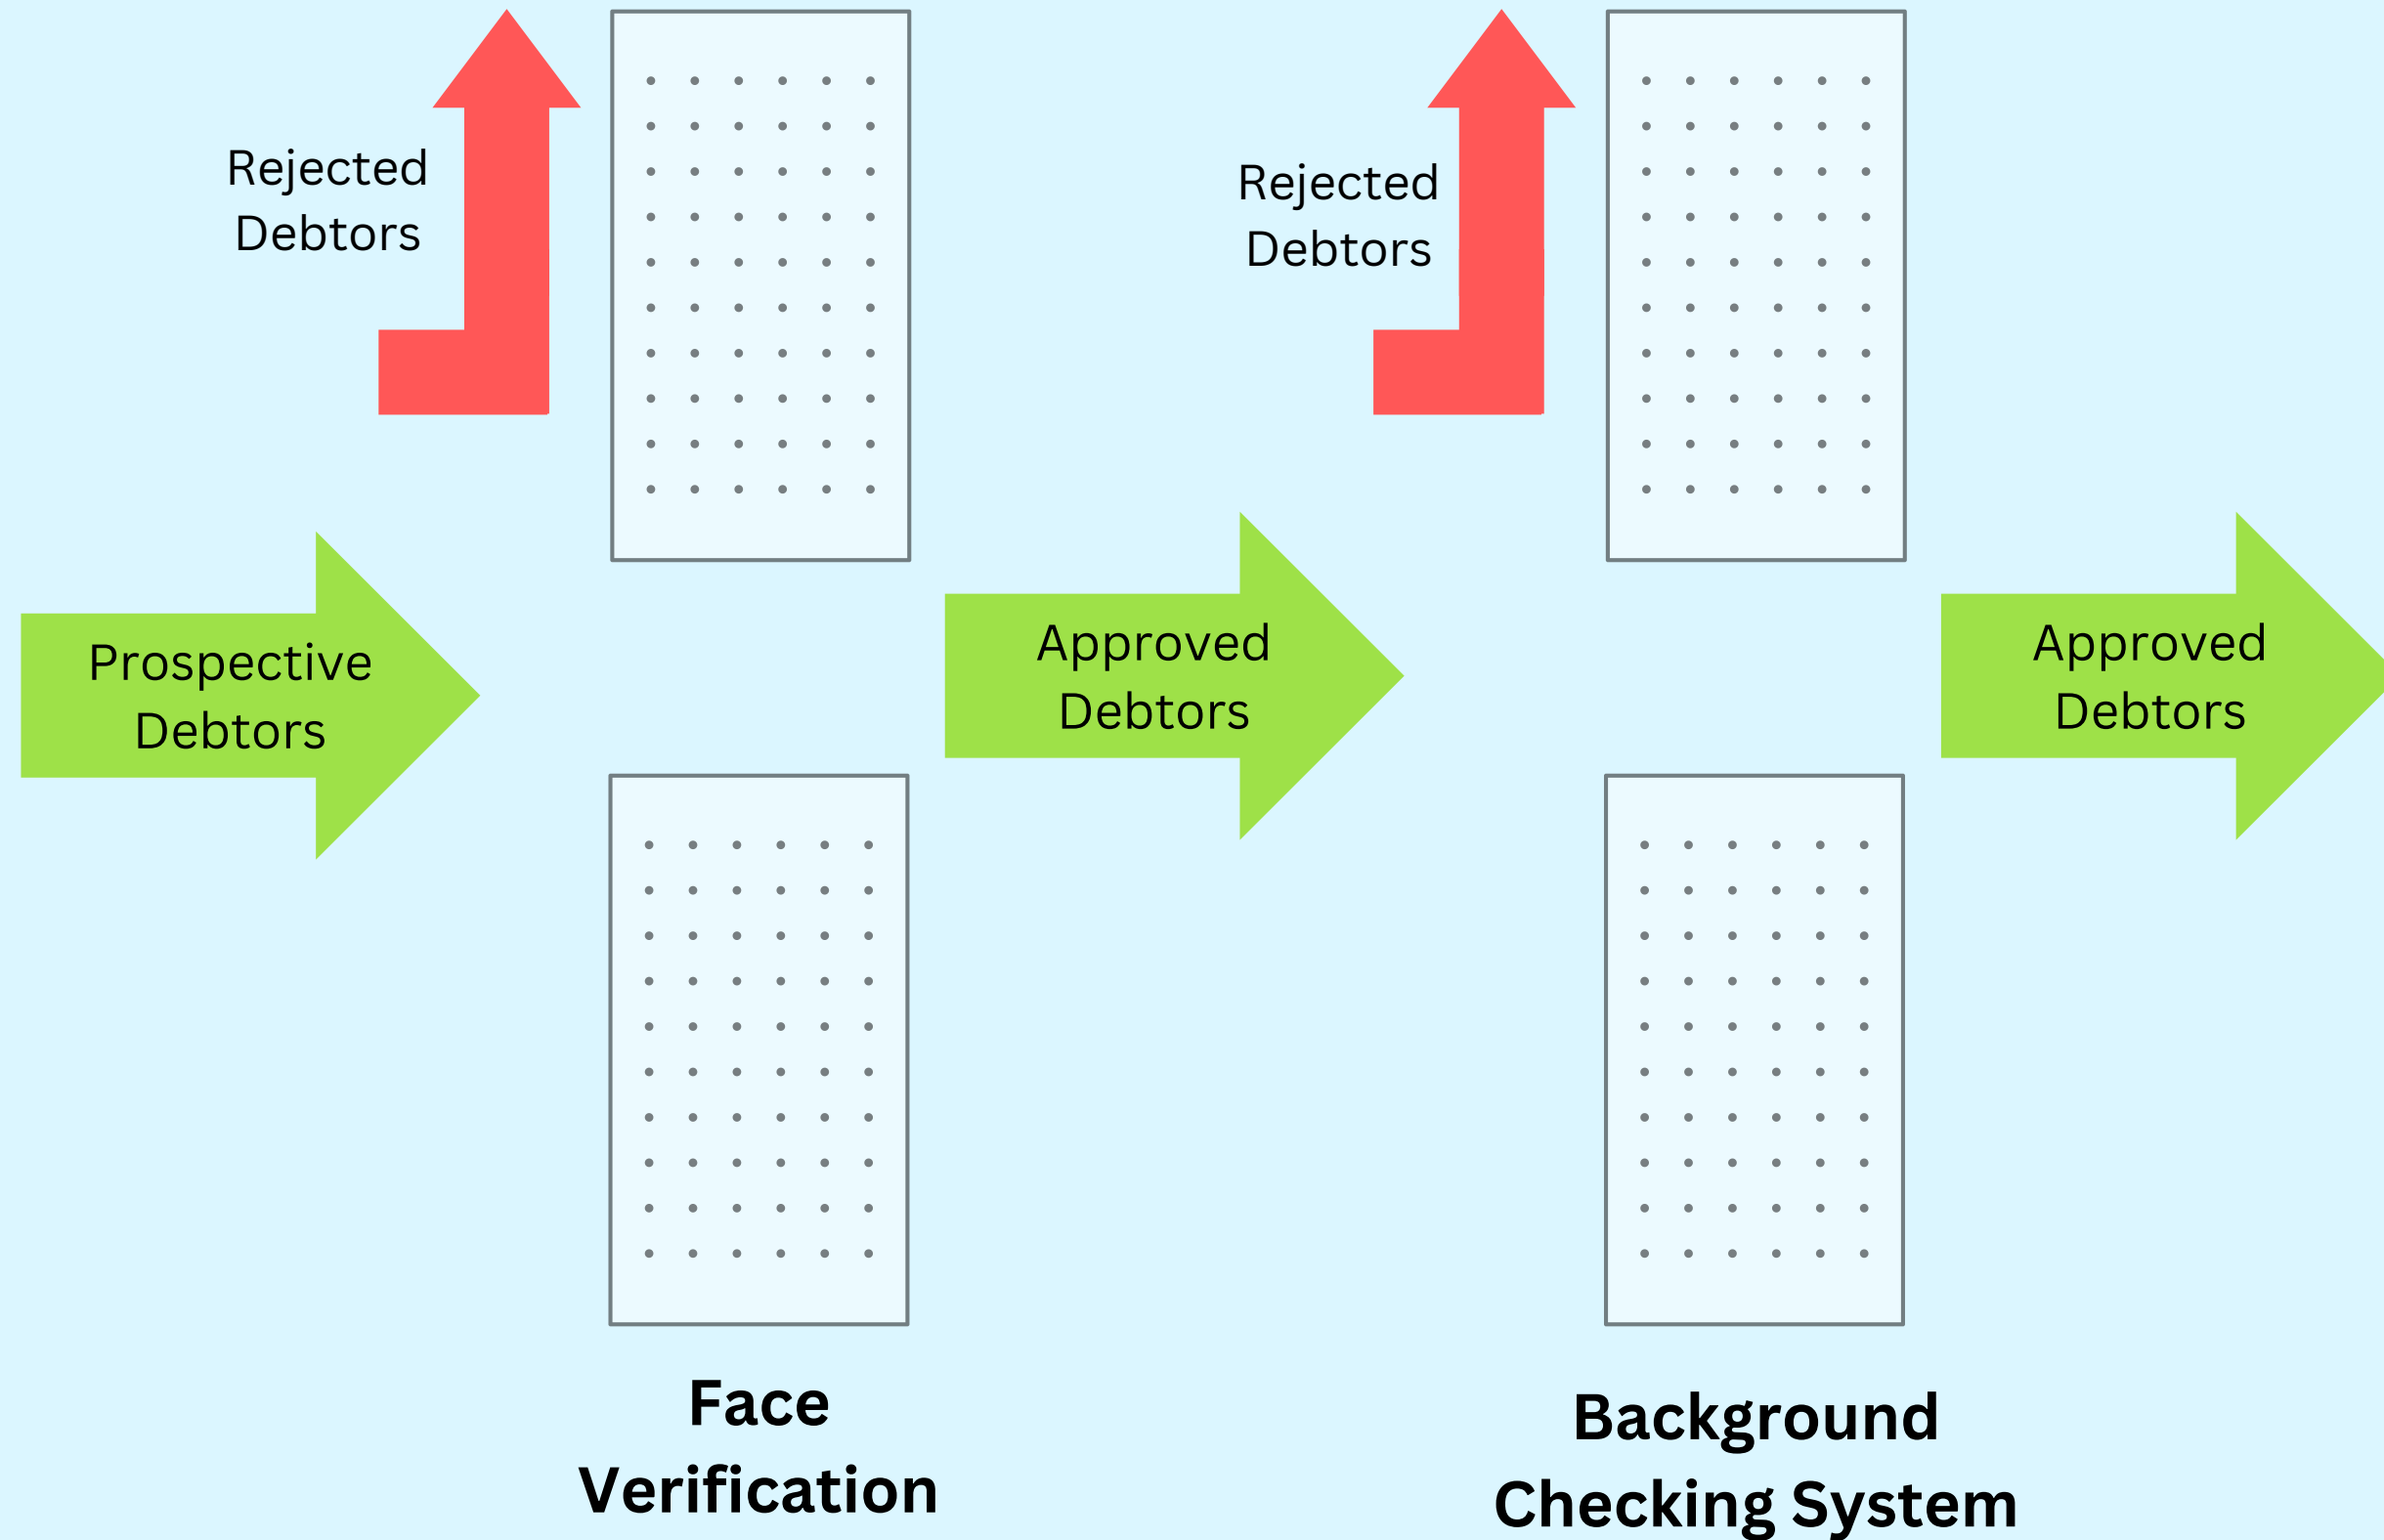 Rejected
Debtors
Rejected
Debtors
Prospective
Debtors
Approved
Debtors
Approved
Debtors
Face
Verification
Background
Checking System